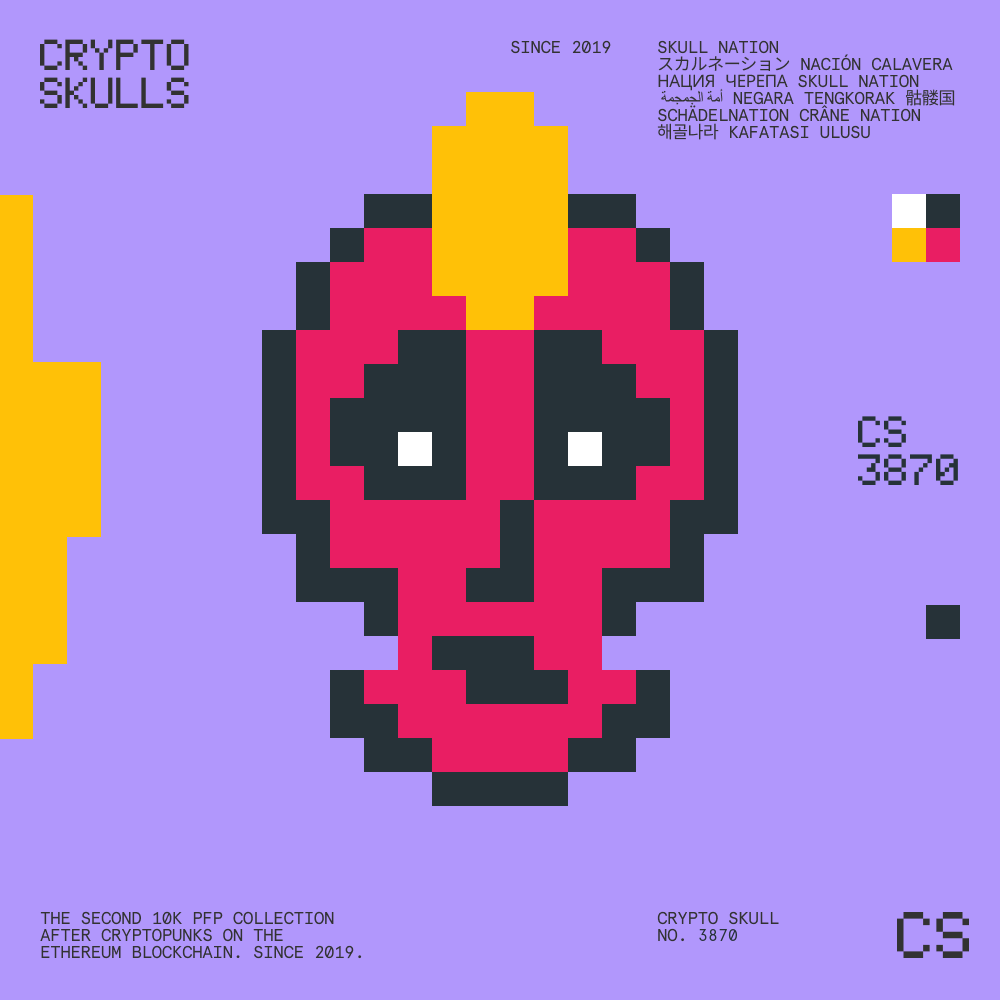 CRYPTO
SKULLS
SINCE 2019
SKULL NATION
スカルネーション NACIÓN CALAVERA
НАЦИЯ ЧЕРЕПА SKULL NATION
أمة الجمجمة NEGARA TENGKORAK 骷髅国
SCHÄDELNATION CRÂNE NATION
해골나라 KAFATASI ULUSU
CS
3870
THE SECOND 10K PFP COLLECTION
AFTER CRYPTOPUNKS ON THE
ETHEREUM BLOCKCHAIN. SINCE 2019.
CRYPTO SKULL
NO. 3870
CS